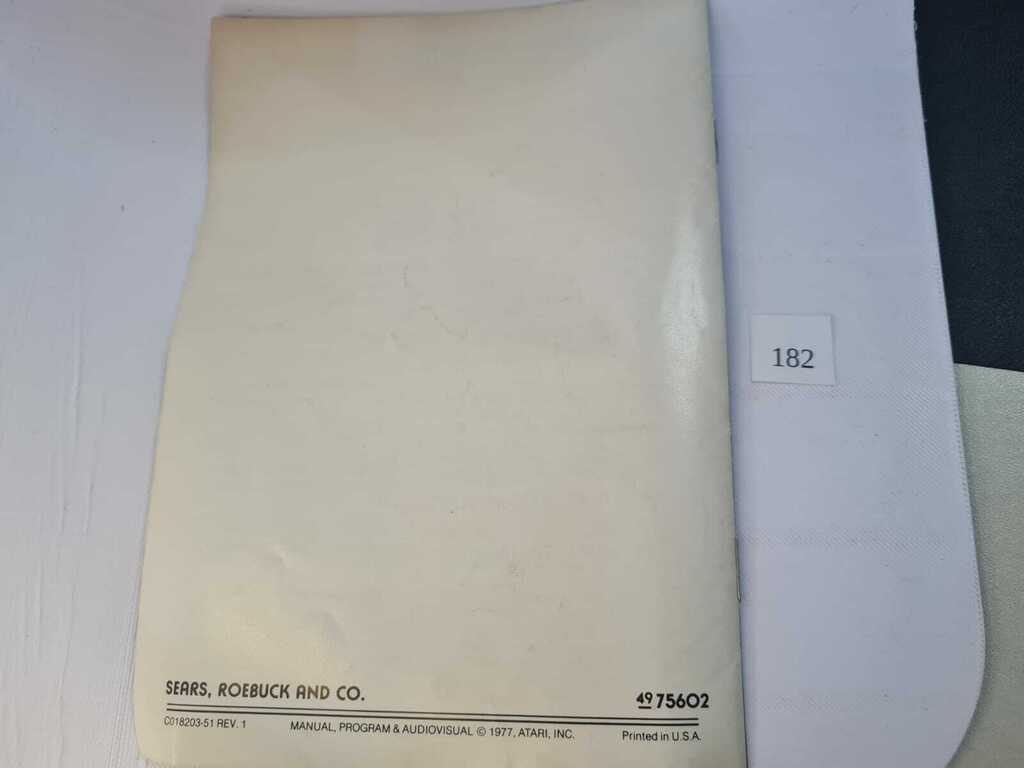 182
SEARS, ROEBUCK AND CO.
49 75602
C018203-51 REV. 1
MANUAL, PROGRAM & AUDIOVISUAL © 1977, ATARI, INC.
Printed in U.S.A.